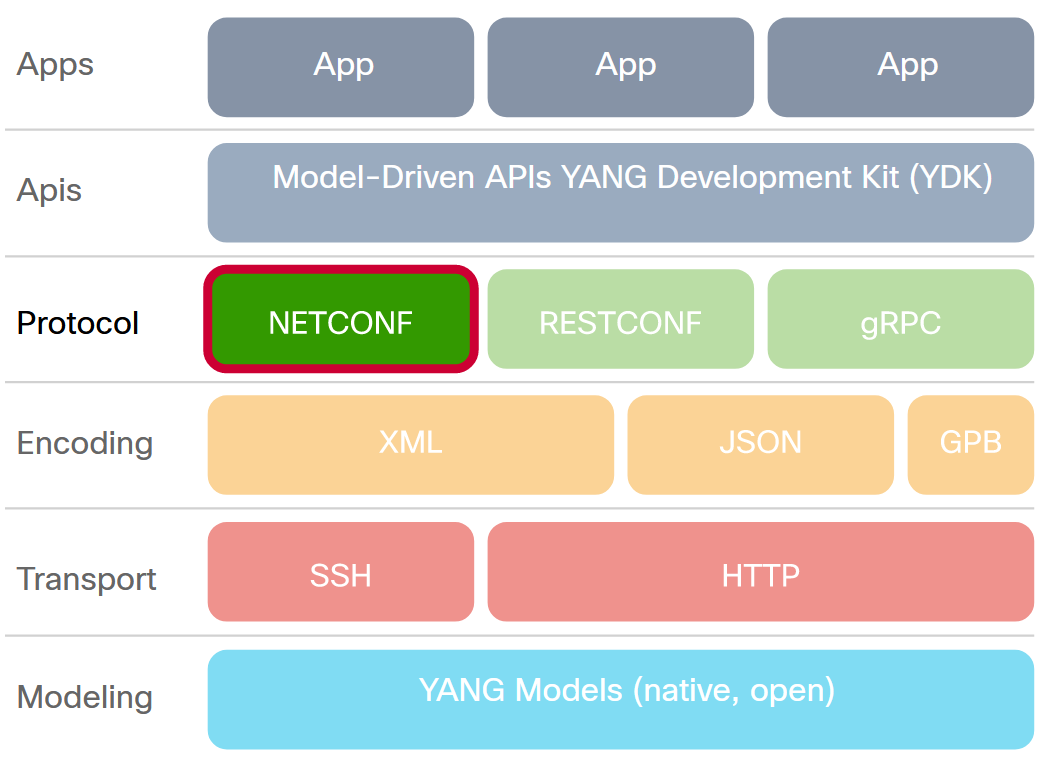 Apps
App
App
App
Apis
Model-Driven APIs YANG Development Kit (YDK)
Protocol
NETCONF
RESTCONF
gRPC
Encoding
XML
JSON
GPB
Transport
SSH
HTTP
Modeling
YANG Models (native, open)